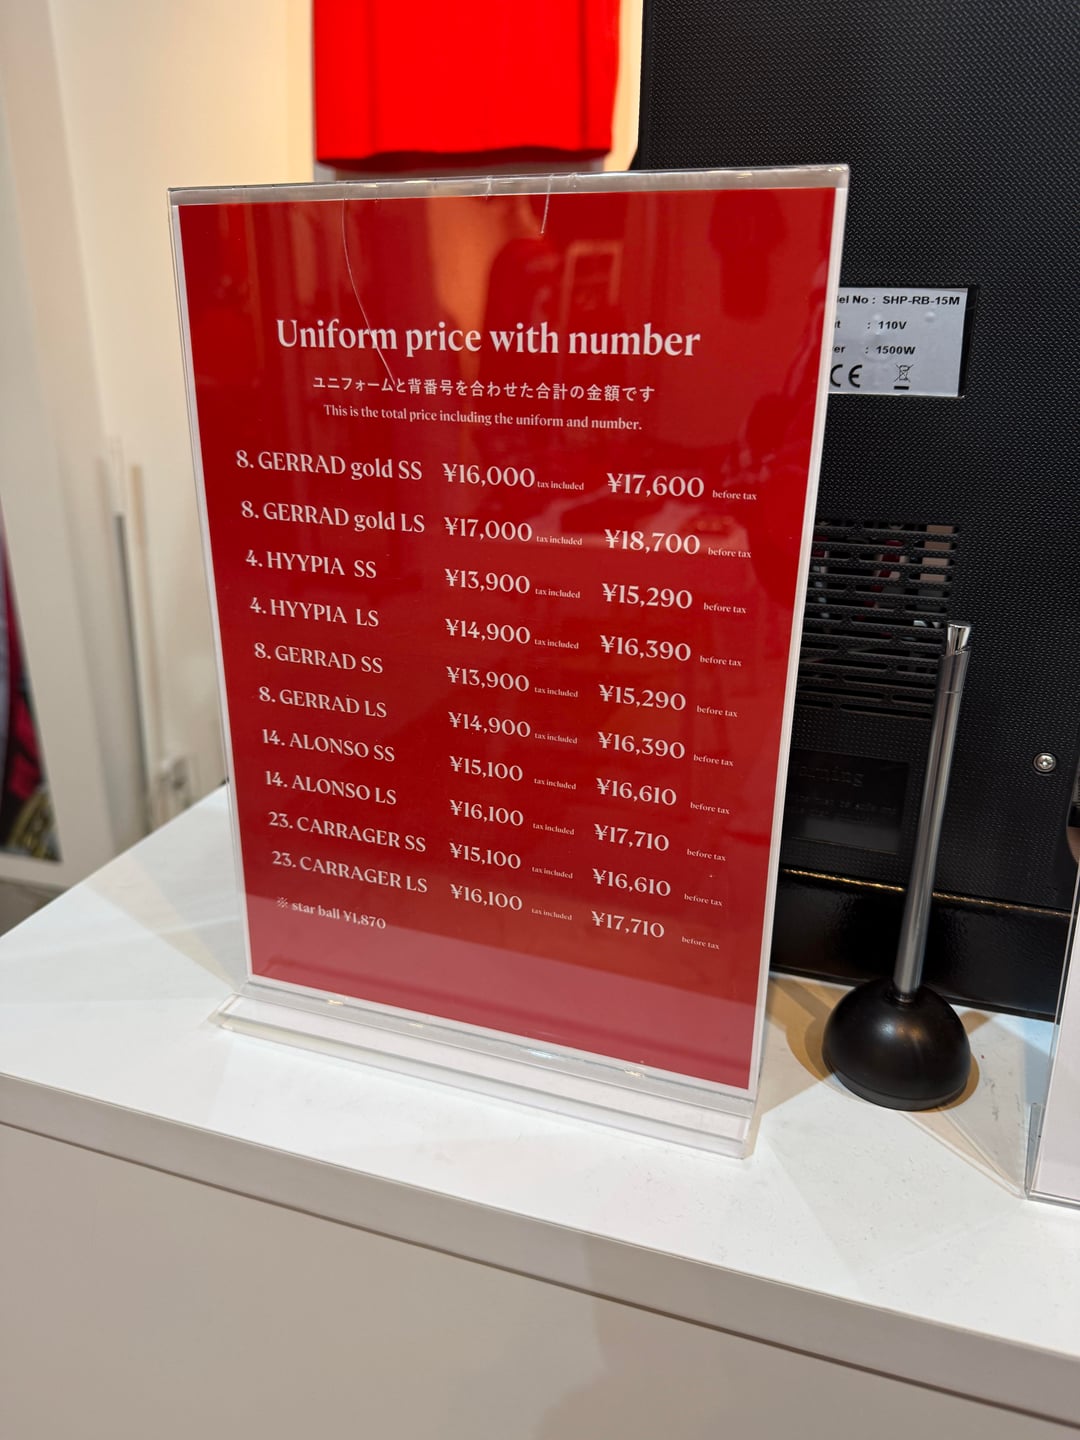 Uniform price with number
ユニフォームと背番号を合わせた合計の金額です
This is the total price including the uniform and number.
8. GERRAD gold SS ¥16,000 tax included ¥17,600 before tax
8. GERRAD gold LS ¥17,000 tax included ¥18,700 before tax
4. HYYPIA SS ¥13,900 tax included ¥15,290 before tax
4. HYYPIA LS ¥14,900 tax included ¥16,390 before tax
8. GERRAD SS ¥13,900 tax included ¥15,290 before tax
8. GERRAD LS ¥14,900 tax included ¥16,390 before tax
14. ALONSO SS ¥15,100 tax included ¥16,610 before tax
14. ALONSO LS ¥16,100 tax included ¥17,710 before tax
23. CARRAGER SS ¥15,100 tax included ¥16,610 before tax
23. CARRAGER LS ¥16,100 tax included ¥17,710 before tax
※ star ball ¥1,870
No : SHP-RB-15M
: 110V
: 1500W
CE